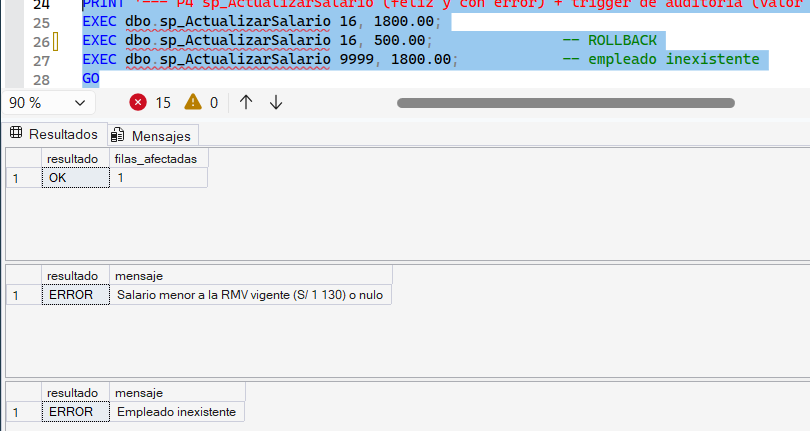 24 PRINT '=== P4 sp_ActualizarSalario (feliz y con error) + trigger de auditoria (valor
25 EXEC dbo.sp_ActualizarSalario 16, 1800.00;
26 EXEC dbo.sp_ActualizarSalario 16, 500.00; -- ROLLBACK
27 EXEC dbo.sp_ActualizarSalario 9999, 1800.00; -- empleado inexistente
28 GO
90 % 15 0
Resultados Mensajes
resultado filas_afectadas
1 OK 1
resultado mensaje
1 ERROR Salario menor a la RMV vigente (S/ 1 130) o nulo
resultado mensaje
1 ERROR Empleado inexistente